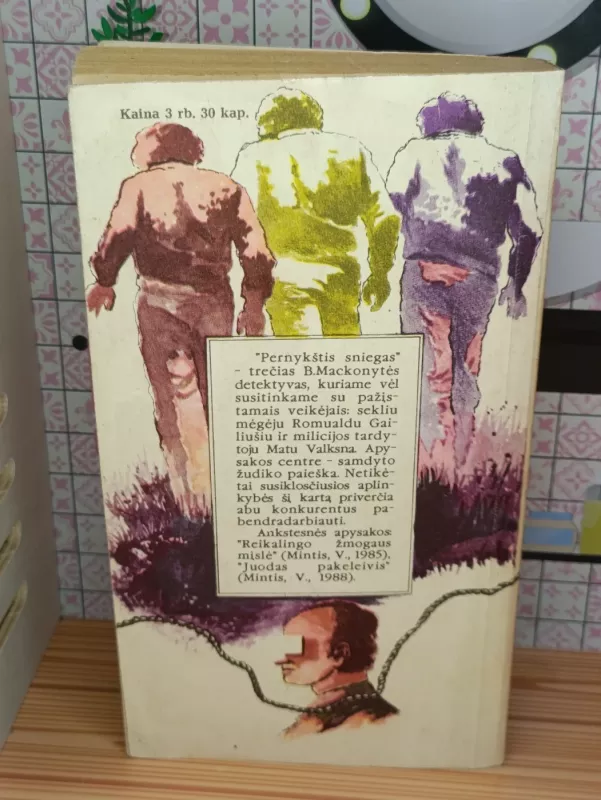 Kaina 3 rb. 30 kap.
"Pernykštis sniegas"
- trečias B.Mackonytės
detektyvas, kuriame vėl
susitinkame su pažįs-
tamais veikėjais: sekliu
mėgėju Romualdu Gai-
liušiu ir milicijos tardy-
toju Matu Valksna. Apy-
sakos centre - samdyto
žudiko paieška. Netikė-
tai susiklosčiusios aplin-
kybės šį kartą priverčia
abu konkurentus pa-
bendradarbiauti.
Ankstesnės apysakos:
"Reikalingo žmogaus
mislė" (Mintis, V., 1985),
"Juodas pakeleivis"
(Mintis, V., 1988).